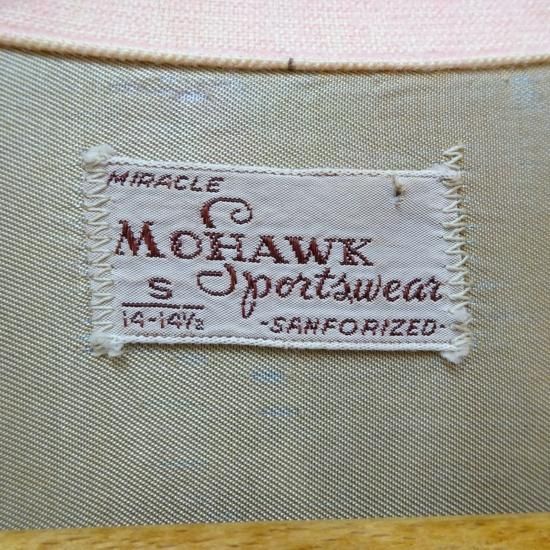 MIRACLE
MOHAWK
Sportswear
S
14-14½
-SANFORIZED-